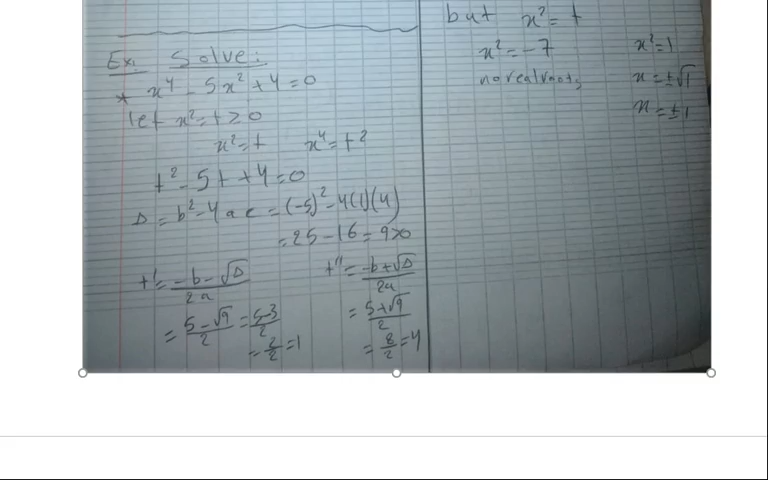 Ex: Solve:
* x⁴ - 5x² + 4 = 0
let x² = t ≥ 0
x² = t x⁴ = t²
t² - 5t + 4 = 0
Δ = b² - 4ac = (-5)² - 4(1)(4)
= 25 - 16 = 9 > 0
t' = (-b - √Δ)/2a t'' = (-b + √Δ)/2a
= (5 - √9)/2 = (5 - 3)/2 = (5 + √9)/2
= 2/2 = 1 = 8/2 = 4
but x² = t
x² = -7 x² = 1
no real roots x = ±√1
x = ±1